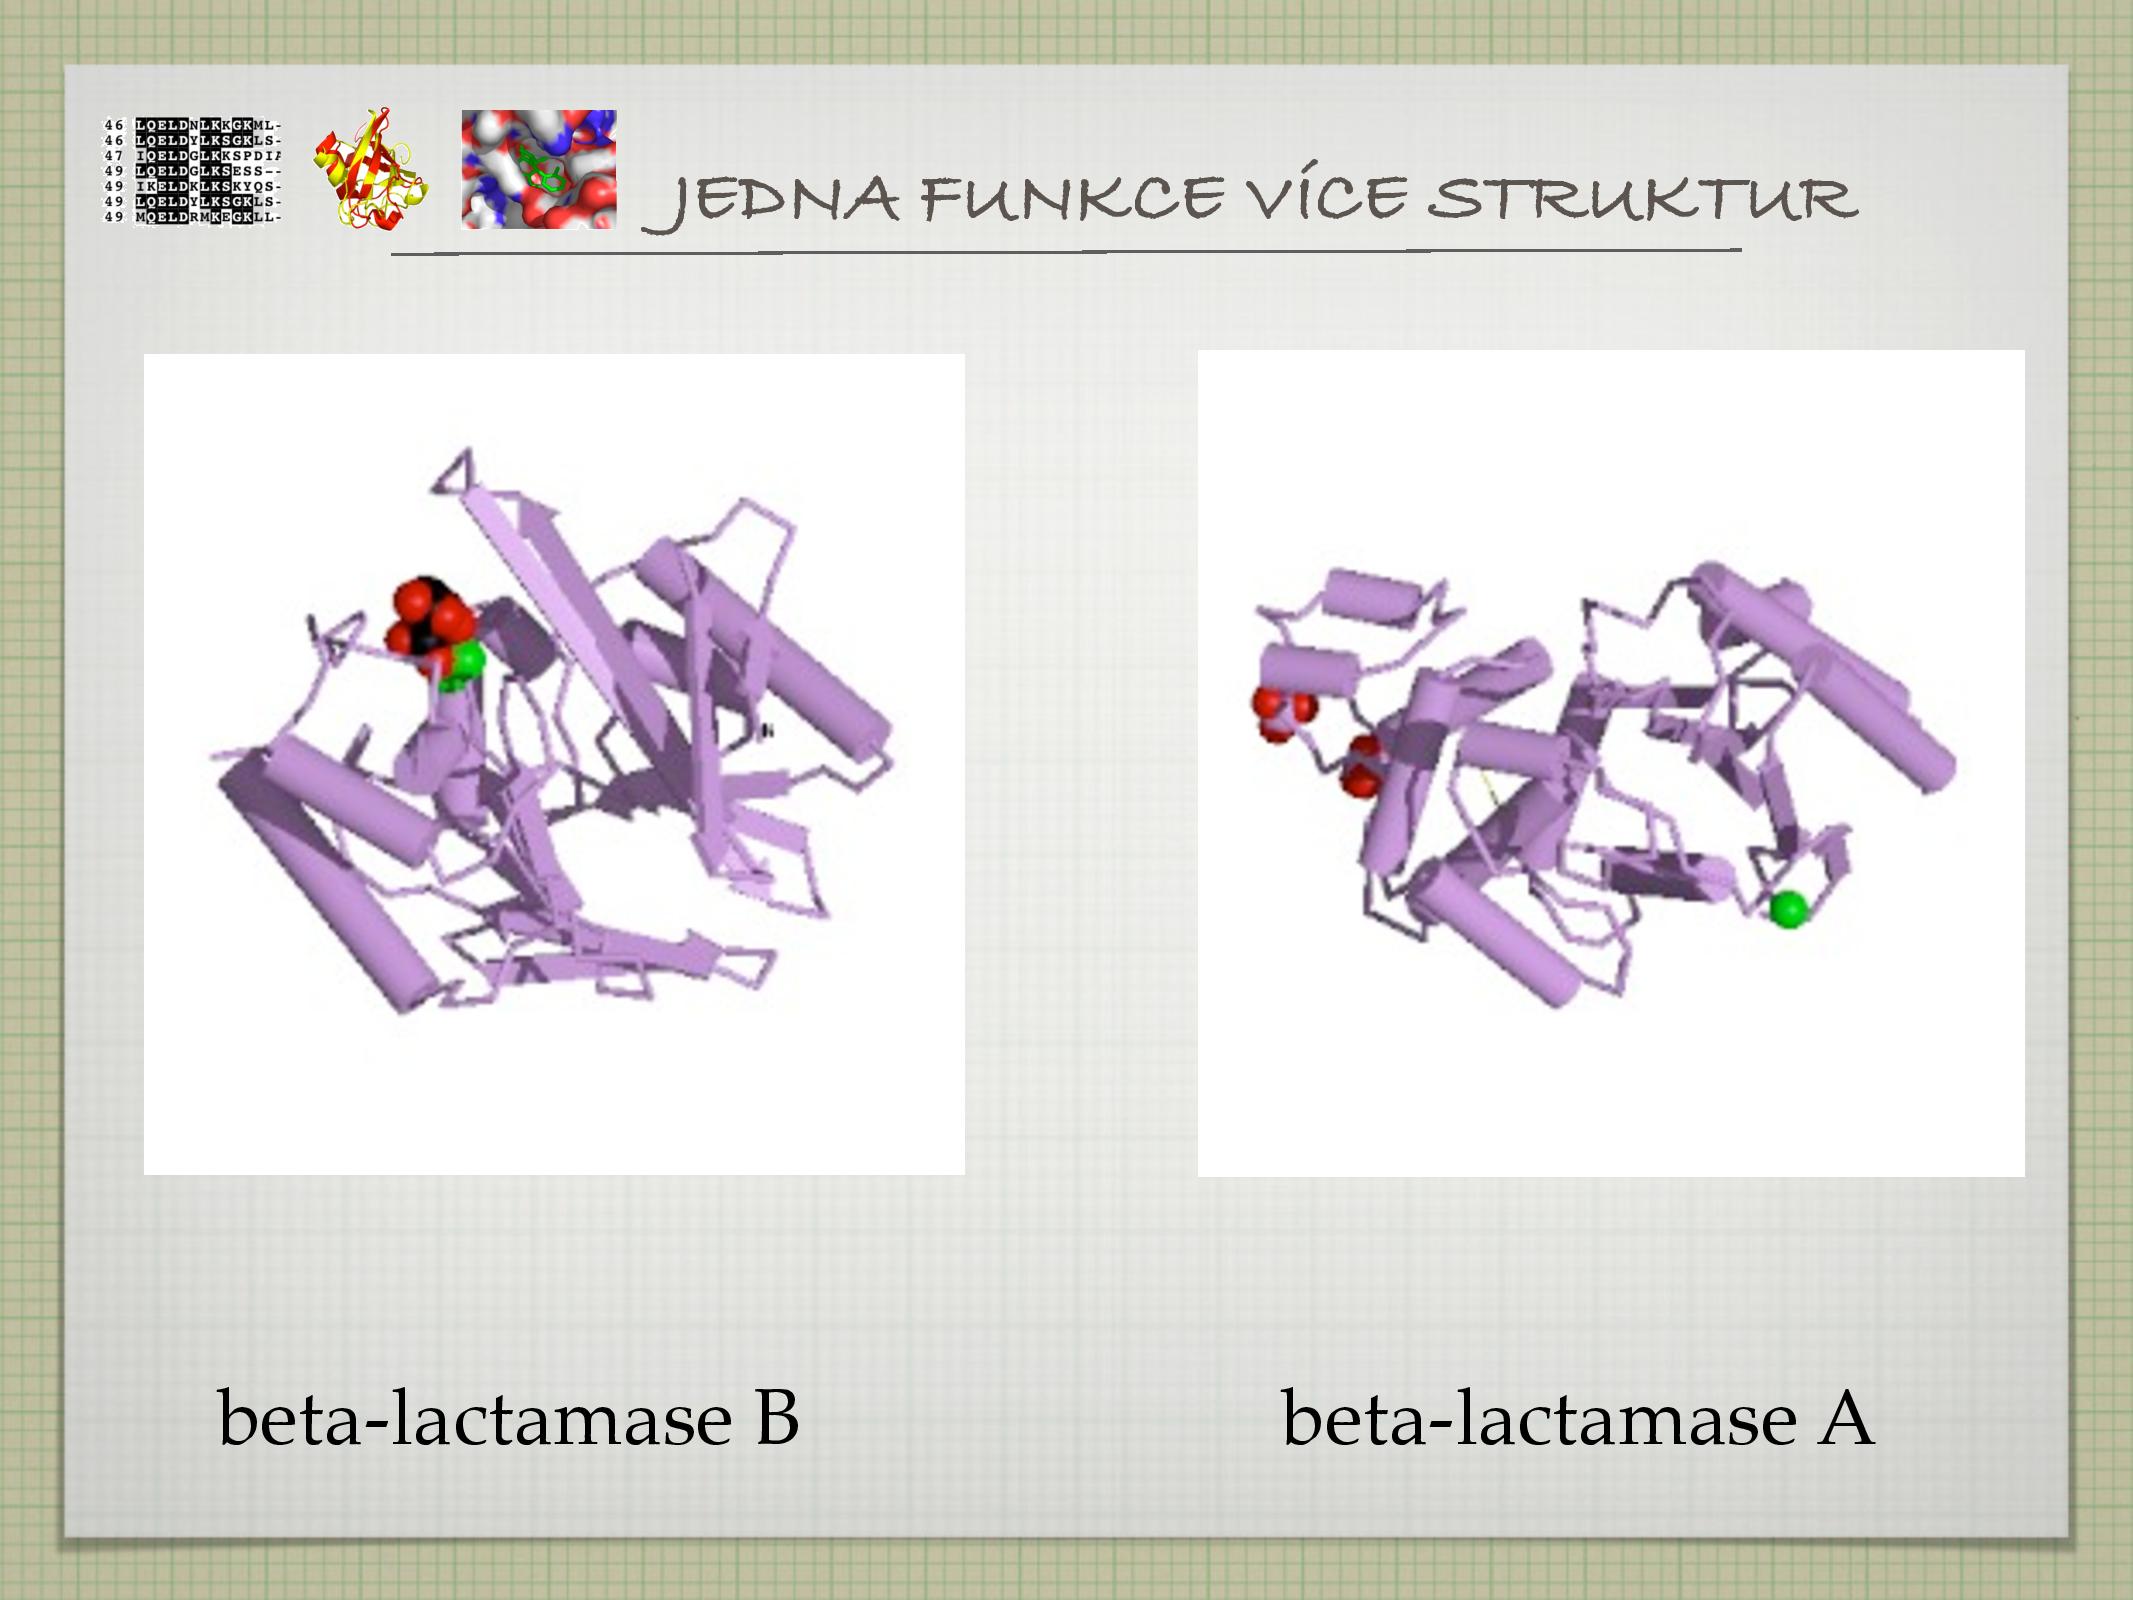 46 LQELDNLKKGKML-
46 LQELDYLKSGKLS-
47 IQELDGLKKSPDIA
49 LQELDGLKSESS--
49 IKELDKLKSKYQS-
49 LQELDYLKSGKLS-
49 MQELDRMKEGKLL-
JEDNA FUNKCE VÍCE STRUKTUR
beta-lactamase B
beta-lactamase A